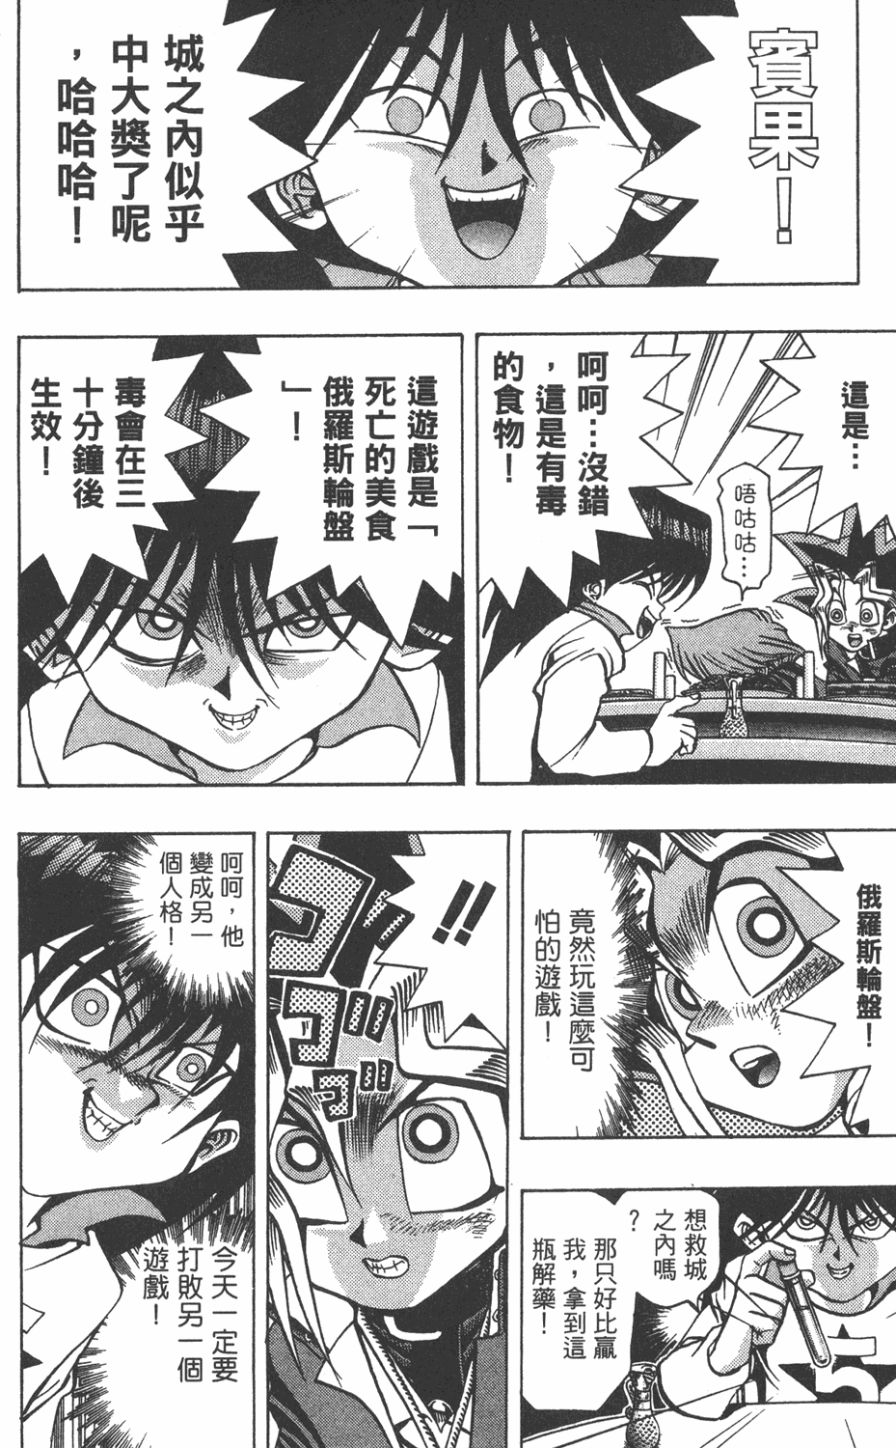 賓果！
城之內似乎
中大獎了呢
，哈哈哈！
這是…
唔咕咕…
呵呵…沒錯
，這是有毒
的食物！
這遊戲是「
死亡的美食
俄羅斯輪盤
」！
毒會在三
十分鐘後
生效！
俄羅斯輪盤！
竟然玩這麼可
怕的遊戲！
想救城
之內嗎
？
那只好比贏
我，拿到這
瓶解藥！
!!
ゴゴゴ
呵呵，他
變成另一
個人格！
今天一定要
打敗另一個
遊戲！
5